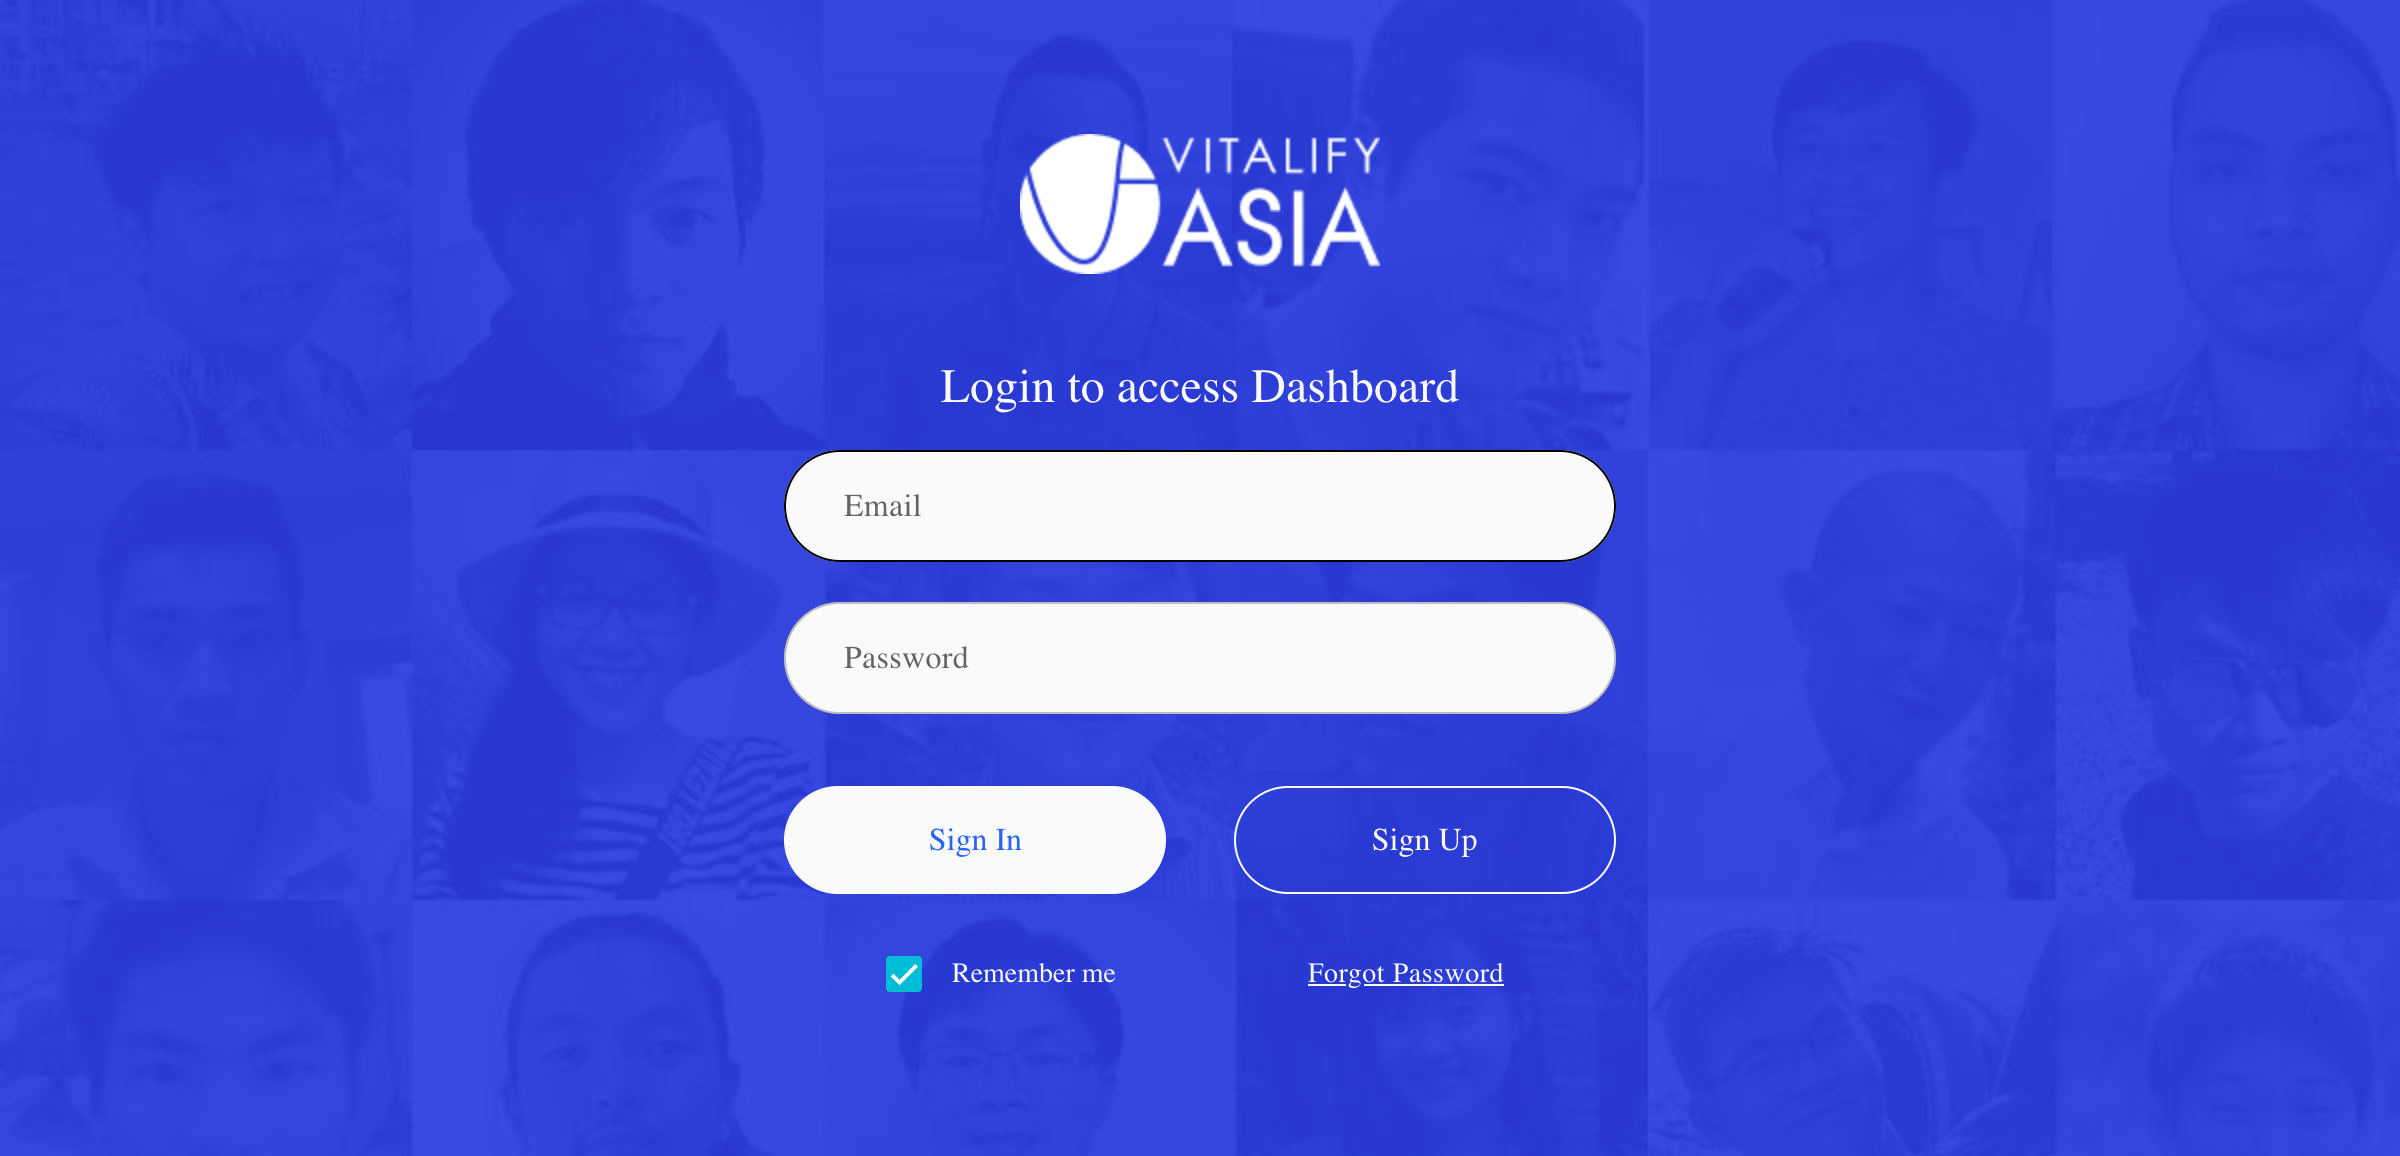 VITALIFY
ASIA
Login to access Dashboard
Email
Password
Sign In
Sign Up
Remember me
Forgot Password